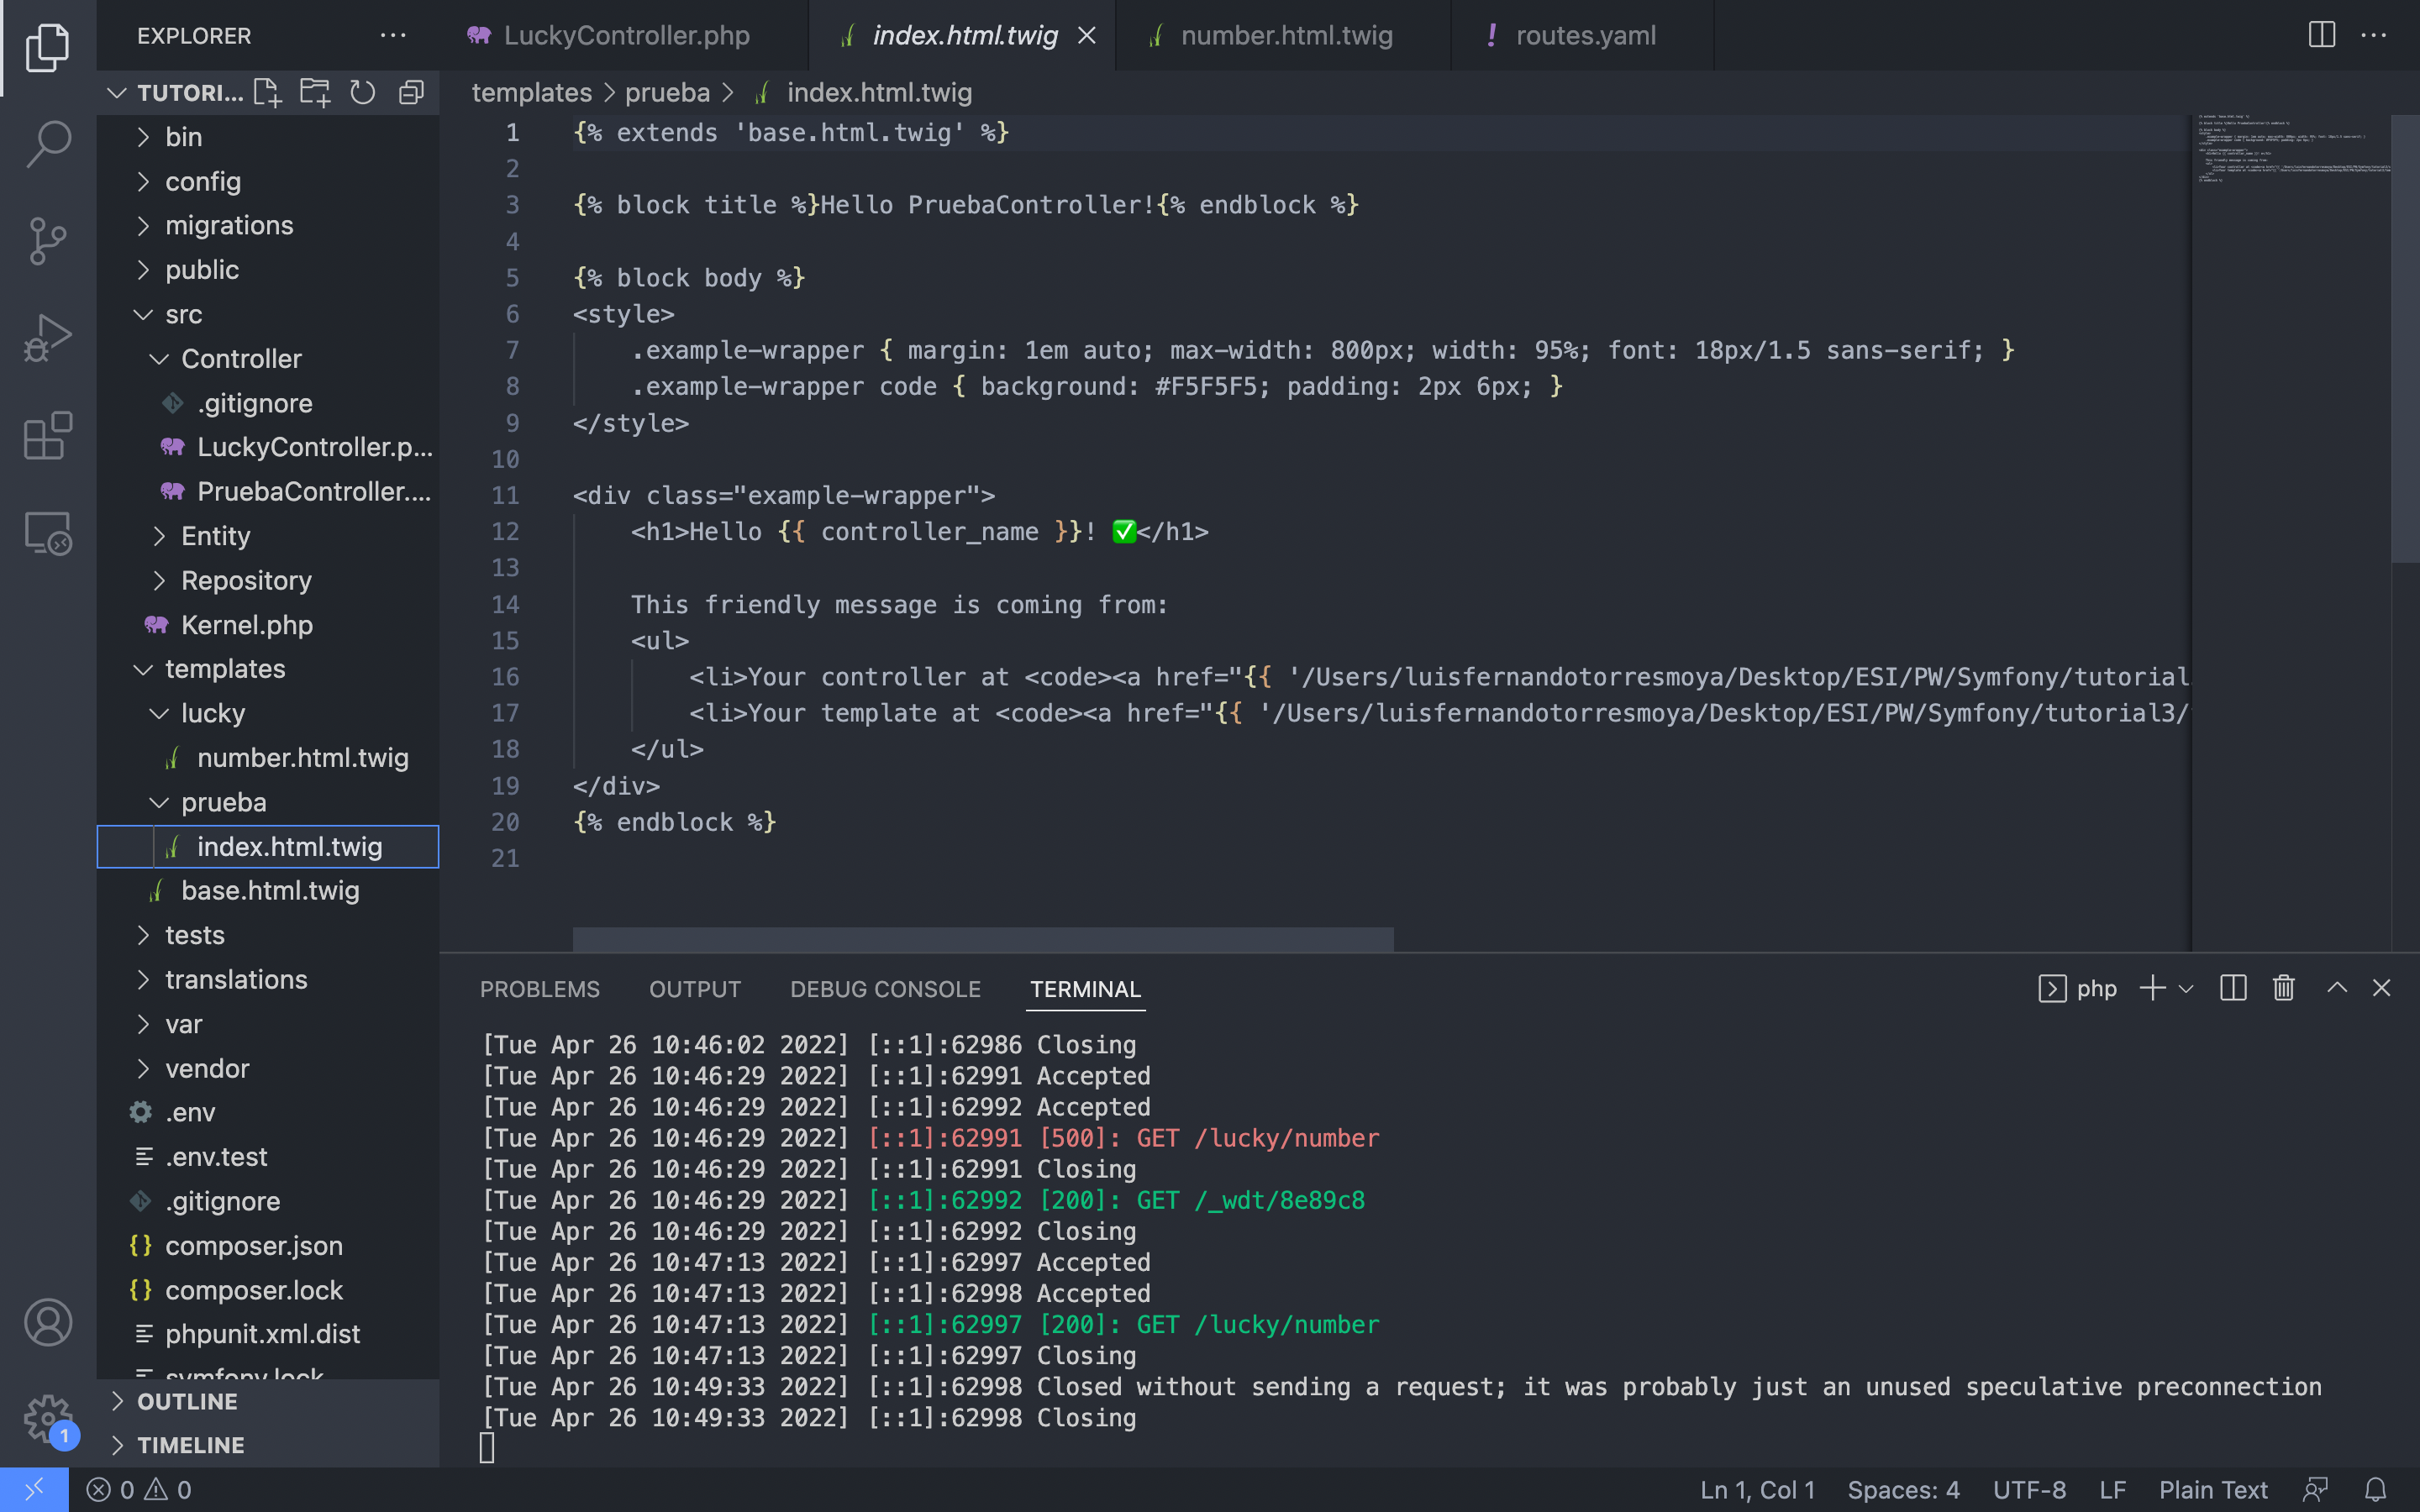 EXPLORER
TUTORI...
bin
config
migrations
public
src
Controller
.gitignore
LuckyController.p...
PruebaController....
Entity
Repository
Kernel.php
templates
lucky
number.html.twig
prueba
index.html.twig
base.html.twig
tests
translations
var
vendor
.env
.env.test
.gitignore
composer.json
composer.lock
phpunit.xml.dist
symfony.lock
OUTLINE
TIMELINE
LuckyController.php index.html.twig number.html.twig routes.yaml
templates > prueba > index.html.twig
1 {% extends 'base.html.twig' %}
2
3 {% block title %}Hello PruebaController!{% endblock %}
4
5 {% block body %}
6 <style>
7 .example-wrapper { margin: 1em auto; max-width: 800px; width: 95%; font: 18px/1.5 sans-serif; }
8 .example-wrapper code { background: #F5F5F5; padding: 2px 6px; }
9 </style>
10
11 <div class="example-wrapper">
12 <h1>Hello {{ controller_name }}! ✅</h1>
13
14 This friendly message is coming from:
15 <ul>
16 <li>Your controller at <code><a href="{{ '/Users/luisfernandotorresmoya/Desktop/ESI/PW/Symfony/tutorial
17 <li>Your template at <code><a href="{{ '/Users/luisfernandotorresmoya/Desktop/ESI/PW/Symfony/tutorial3/
18 </ul>
19 </div>
20 {% endblock %}
21
PROBLEMS OUTPUT DEBUG CONSOLE TERMINAL php
[Tue Apr 26 10:46:02 2022] [::1]:62986 Closing
[Tue Apr 26 10:46:29 2022] [::1]:62991 Accepted
[Tue Apr 26 10:46:29 2022] [::1]:62992 Accepted
[Tue Apr 26 10:46:29 2022] [::1]:62991 [500]: GET /lucky/number
[Tue Apr 26 10:46:29 2022] [::1]:62991 Closing
[Tue Apr 26 10:46:29 2022] [::1]:62992 [200]: GET /_wdt/8e89c8
[Tue Apr 26 10:46:29 2022] [::1]:62992 Closing
[Tue Apr 26 10:47:13 2022] [::1]:62997 Accepted
[Tue Apr 26 10:47:13 2022] [::1]:62998 Accepted
[Tue Apr 26 10:47:13 2022] [::1]:62997 [200]: GET /lucky/number
[Tue Apr 26 10:47:13 2022] [::1]:62997 Closing
[Tue Apr 26 10:49:33 2022] [::1]:62998 Closed without sending a request; it was probably just an unused speculative preconnection
[Tue Apr 26 10:49:33 2022] [::1]:62998 Closing
1
0 0 Ln 1, Col 1 Spaces: 4 UTF-8 LF Plain Text